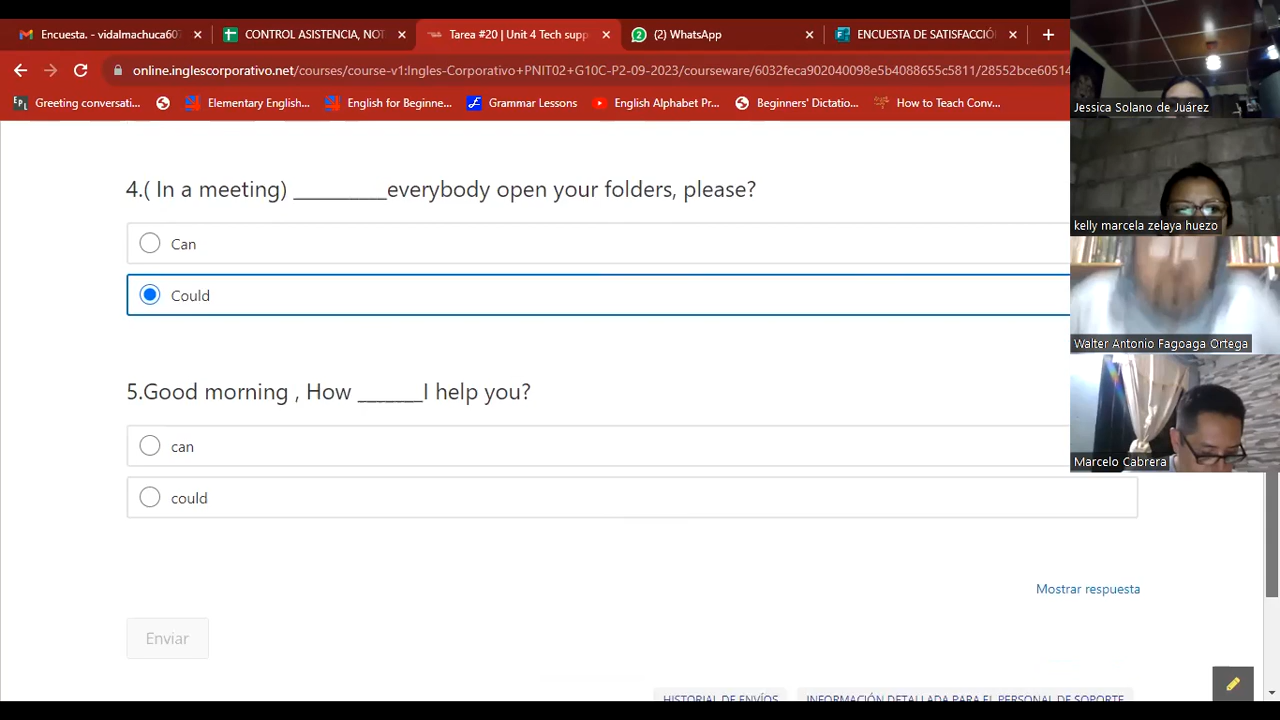 Encuesta. - vidalmachuca607
CONTROL ASISTENCIA, NOT
Tarea #20 | Unit 4 Tech supp
(2) WhatsApp
ENCUESTA DE SATISFACCIÓ
online.inglescorporativo.net/courses/course-v1:Ingles-Corporativo+PNIT02+G10C-P2-09-2023/courseware/6032feca902040098e5b4088655c5811/28552bce60514
Greeting conversati...
Elementary English...
English for Beginne...
Grammar Lessons
English Alphabet Pr...
Beginners' Dictatio...
How to Teach Conv...
Jessica Solano de Juárez
kelly marcela zelaya huezo
Walter Antonio Fagoaga Ortega
Marcelo Cabrera
4.( In a meeting) _________everybody open your folders, please?
Can
Could
5.Good morning , How ______I help you?
can
could
Mostrar respuesta
Enviar
HISTORIAL DE ENVÍOS
INFORMACIÓN DETALLADA PARA EL PERSONAL DE SOPORTE